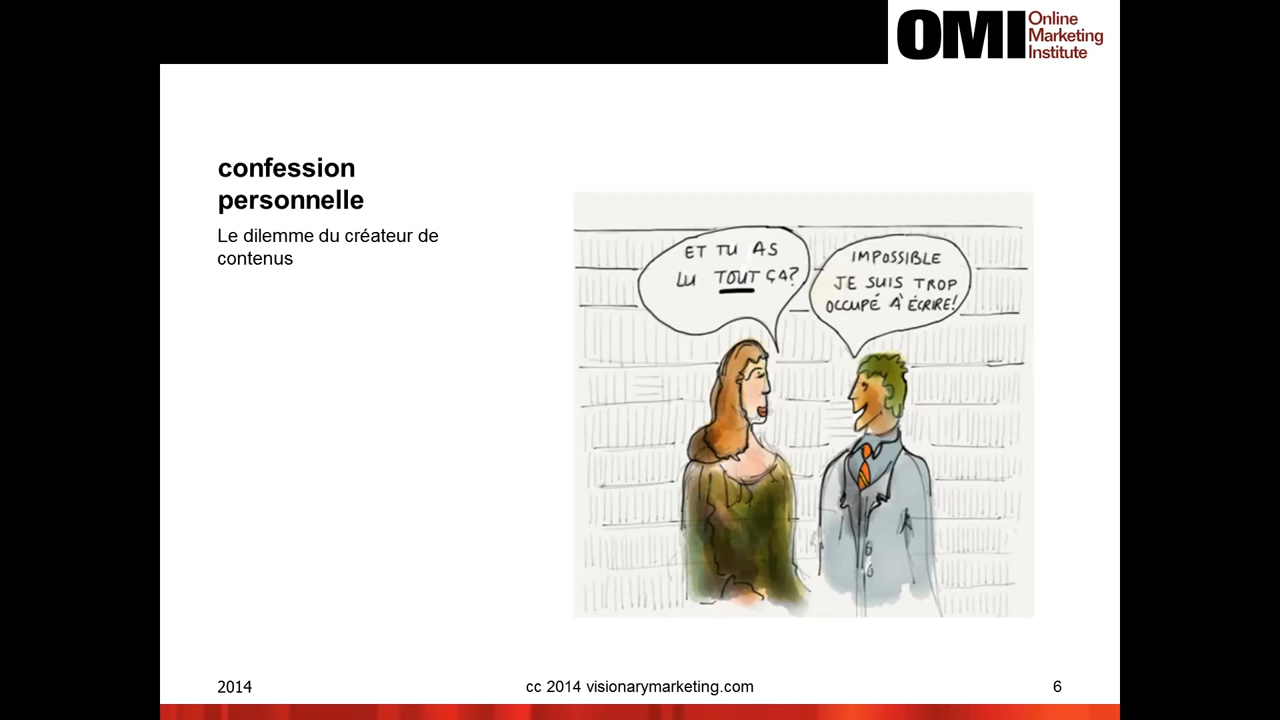 OMI
Online
Marketing
Institute
confession
personnelle
Le dilemme du créateur de
contenus
ET TU AS
LU TOUT ÇA?
IMPOSSIBLE
JE SUIS TROP
OCCUPÉ À ÉCRIRE!
2014
cc 2014 visionarymarketing.com
6